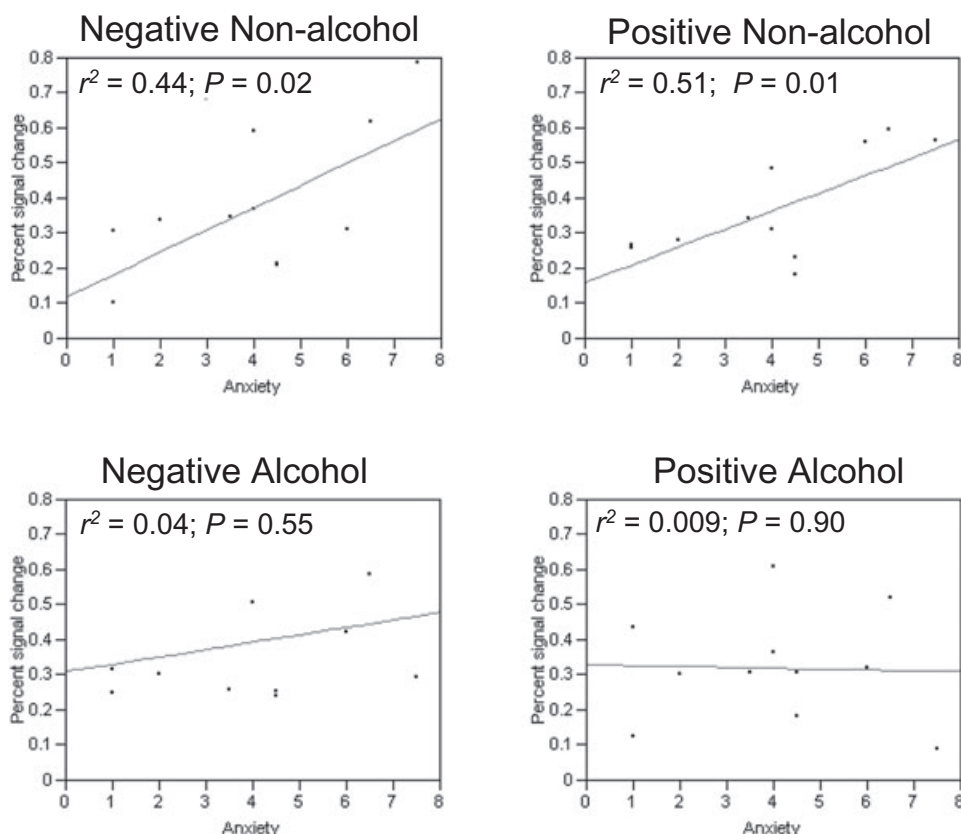 Negative Non-alcohol
r² = 0.44; P = 0.02
Percent signal change
0.8
0.7
0.6
0.5
0.4
0.3
0.2
0.1
0
0 1 2 3 4 5 6 7 8
Anxiety
Positive Non-alcohol
r² = 0.51; P = 0.01
Percent signal change
0.8
0.7
0.6
0.5
0.4
0.3
0.2
0.1
0
0 1 2 3 4 5 6 7 8
Anxiety
Negative Alcohol
r² = 0.04; P = 0.55
Percent signal change
0.8
0.7
0.6
0.5
0.4
0.3
0.2
0.1
0
0 1 2 3 4 5 6 7 8
Anxiety
Positive Alcohol
r² = 0.009; P = 0.90
Percent signal change
0.8
0.7
0.6
0.5
0.4
0.3
0.2
0.1
0
0 1 2 3 4 5 6 7 8
Anxiety